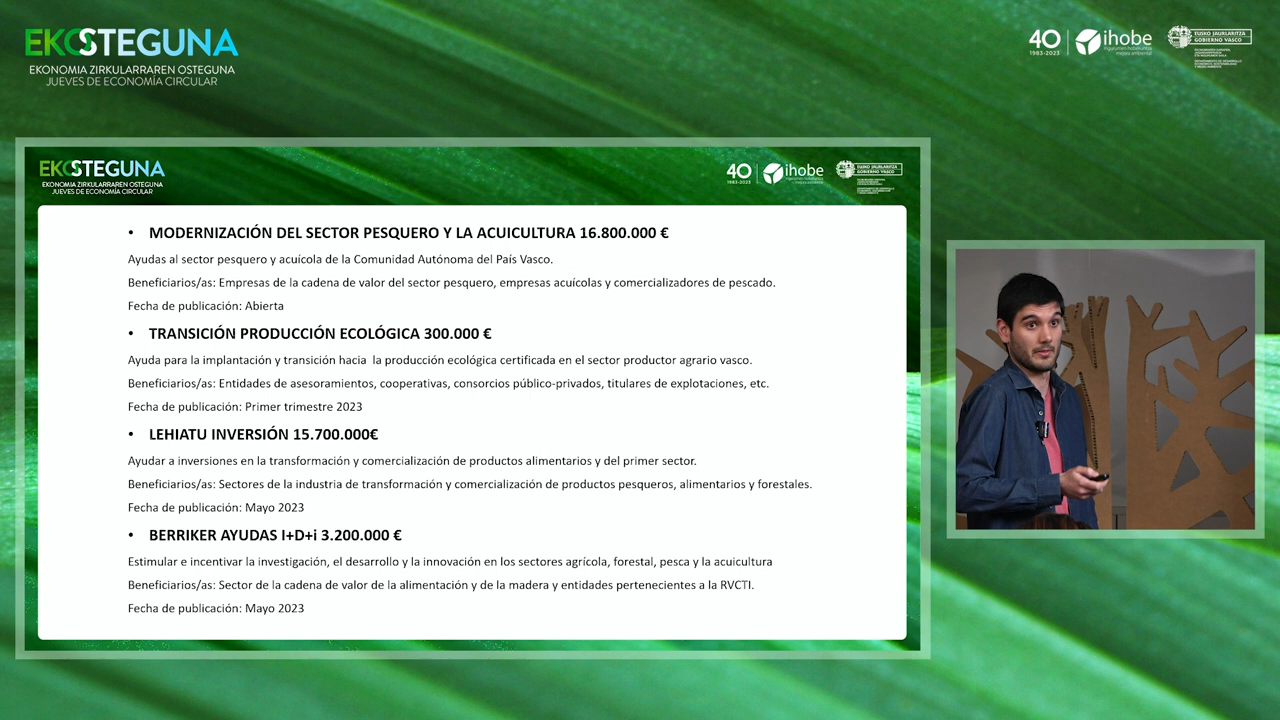 EKOSTEGUNA
EKONOMIA ZIRKULARRAREN OSTEGUNA
JUEVES DE ECONOMÍA CIRCULAR
40
1983-2023
ihobe
EUSKO JAURLARITZA
GOBIERNO VASCO
EKOSTEGUNA
EKONOMIA ZIRKULARRAREN OSTEGUNA
JUEVES DE ECONOMÍA CIRCULAR
40
1983-2023
ihobe
EUSKO JAURLARITZA
GOBIERNO VASCO
• MODERNIZACIÓN DEL SECTOR PESQUERO Y LA ACUICULTURA 16.800.000 €
Ayudas al sector pesquero y acuícola de la Comunidad Autónoma del País Vasco.
Beneficiarios/as: Empresas de la cadena de valor del sector pesquero, empresas acuícolas y comercializadores de pescado.
Fecha de publicación: Abierta
• TRANSICIÓN PRODUCCIÓN ECOLÓGICA 300.000 €
Ayuda para la implantación y transición hacia la producción ecológica certificada en el sector productor agrario vasco.
Beneficiarios/as: Entidades de asesoramientos, cooperativas, consorcios público-privados, titulares de explotaciones, etc.
Fecha de publicación: Primer trimestre 2023
• LEHIATU INVERSIÓN 15.700.000€
Ayudar a inversiones en la transformación y comercialización de productos alimentarios y del primer sector.
Beneficiarios/as: Sectores de la industria de transformación y comercialización de productos pesqueros, alimentarios y forestales.
Fecha de publicación: Mayo 2023
• BERRIKER AYUDAS I+D+i 3.200.000 €
Estimular e incentivar la investigación, el desarrollo y la innovación en los sectores agrícola, forestal, pesca y la acuicultura
Beneficiarios/as: Sector de la cadena de valor de la alimentación y de la madera y entidades pertenecientes a la RVCTI.
Fecha de publicación: Mayo 2023